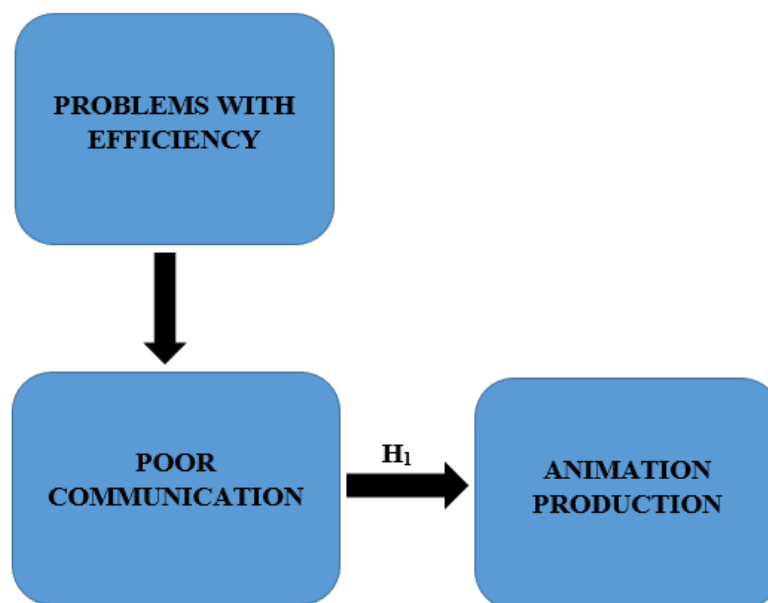 PROBLEMS WITH
EFFICIENCY
POOR
COMMUNICATION
H₁
ANIMATION
PRODUCTION